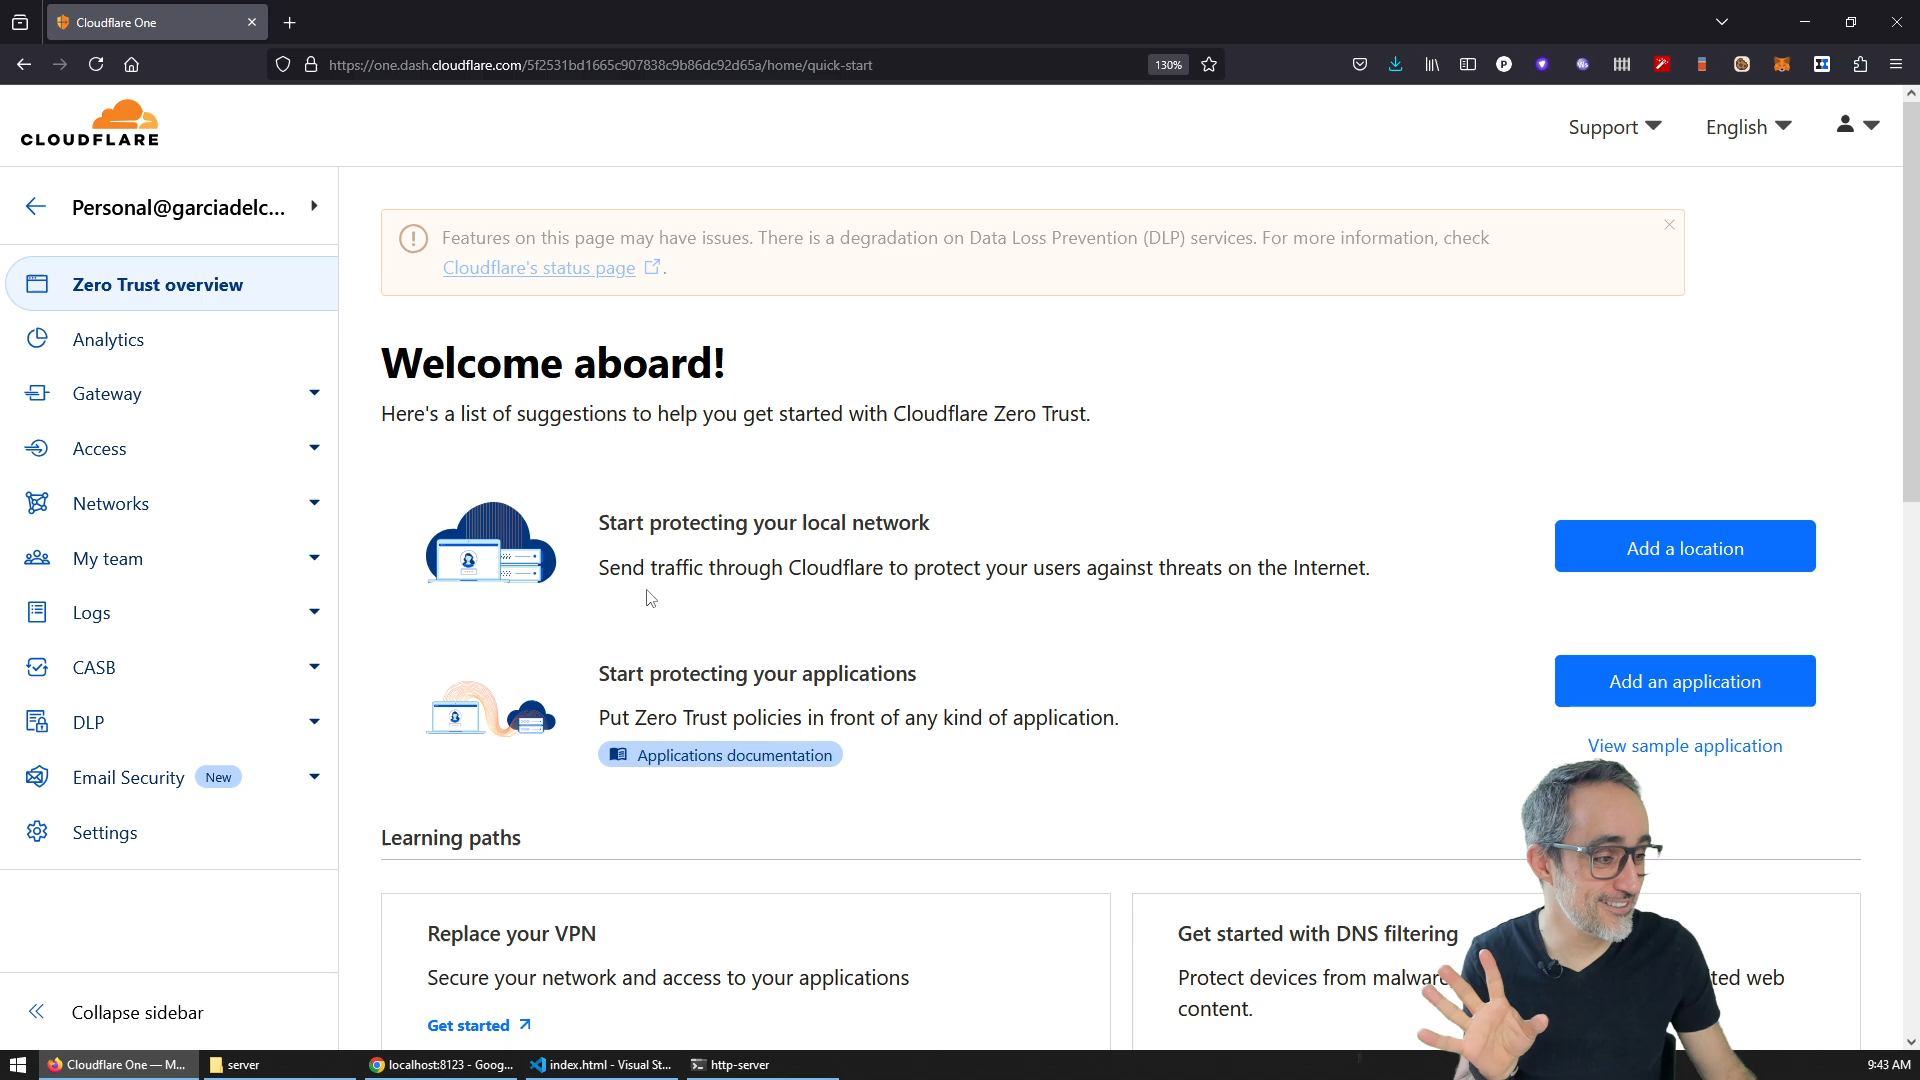 Cloudflare One
https://one.dash.cloudflare.com/5f2531bd1665c907838c9b86dc92d65a/home/quick-start
130%
CLOUDFLARE
Support
English
Personal@garciadelc...
Zero Trust overview
Analytics
Gateway
Access
Networks
My team
Logs
CASB
DLP
Email Security New
Settings
Collapse sidebar
Features on this page may have issues. There is a degradation on Data Loss Prevention (DLP) services. For more information, check
Cloudflare's status page .
Welcome aboard!
Here's a list of suggestions to help you get started with Cloudflare Zero Trust.
Start protecting your local network
Send traffic through Cloudflare to protect your users against threats on the Internet.
Add a location
Start protecting your applications
Put Zero Trust policies in front of any kind of application.
Applications documentation
Add an application
View sample application
Learning paths
Replace your VPN
Secure your network and access to your applications
Get started
Get started with DNS filtering
Protect devices from malware ted web
content.
Cloudflare One — M...
server
localhost:8123 - Goog...
index.html - Visual St...
http-server
9:43 AM